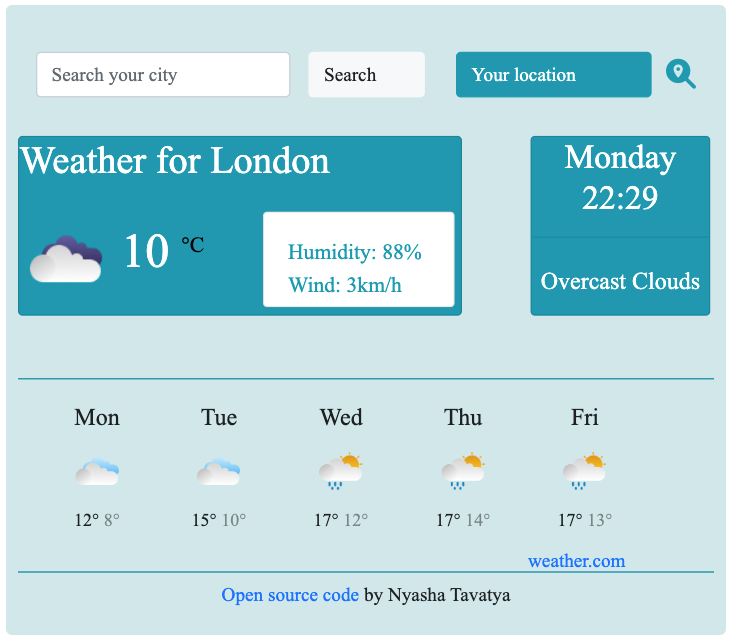 Search your city Search Your location
Weather for London
10 °C
Humidity: 88%
Wind: 3km/h
Monday
22:29
Overcast Clouds
Mon Tue Wed Thu Fri
12° 8° 15° 10° 17° 12° 17° 14° 17° 13°
weather.com
Open source code by Nyasha Tavatya